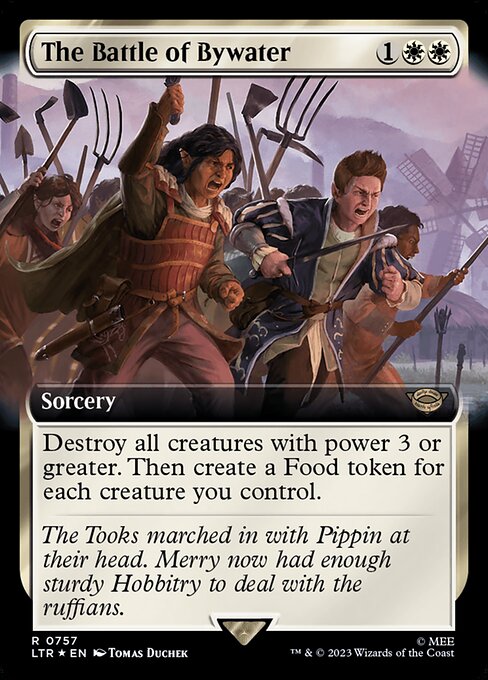 The Battle of Bywater 1
Sorcery
Destroy all creatures with power 3 or
greater. Then create a Food token for
each creature you control.
The Tooks marched in with Pippin at
their head. Merry now had enough
sturdy Hobbitry to deal with the
ruffians.
R 0757
© MEE
LTR ★ EN Tomas Duchek
™ & © 2023 Wizards of the Coast